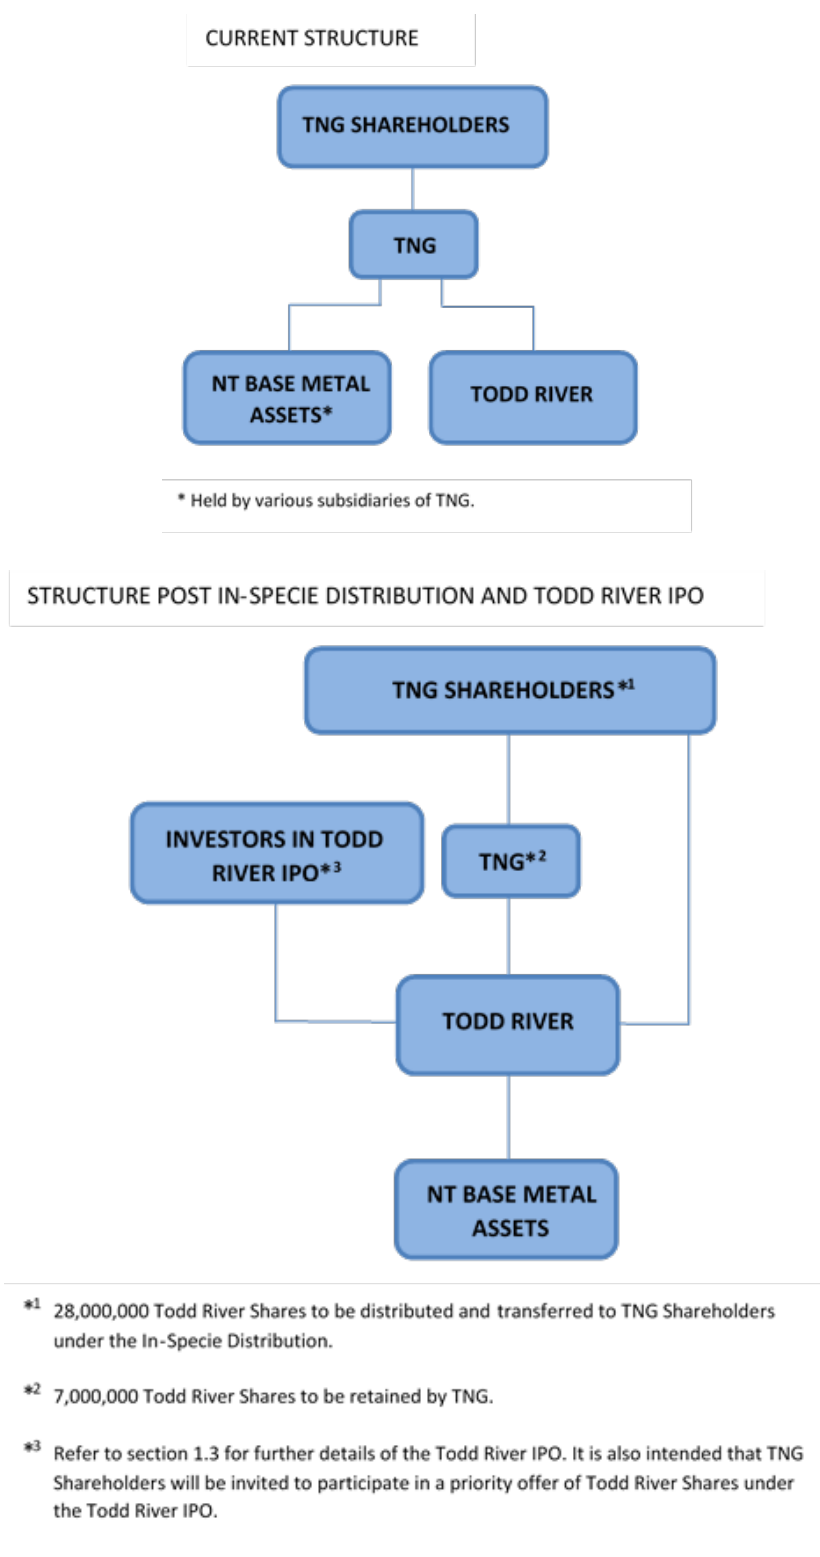 CURRENT STRUCTURE
TNG SHAREHOLDERS
TNG
NT BASE METAL
ASSETS*
TODD RIVER
* Held by various subsidiaries of TNG.
STRUCTURE POST IN-SPECIE DISTRIBUTION AND TODD RIVER IPO
TNG SHAREHOLDERS*1
INVESTORS IN TODD
RIVER IPO*3
TNG*2
TODD RIVER
NT BASE METAL
ASSETS
*1 28,000,000 Todd River Shares to be distributed and transferred to TNG Shareholders
under the In-Specie Distribution.
*2 7,000,000 Todd River Shares to be retained by TNG.
*3 Refer to section 1.3 for further details of the Todd River IPO. It is also intended that TNG
Shareholders will be invited to participate in a priority offer of Todd River Shares under
the Todd River IPO.